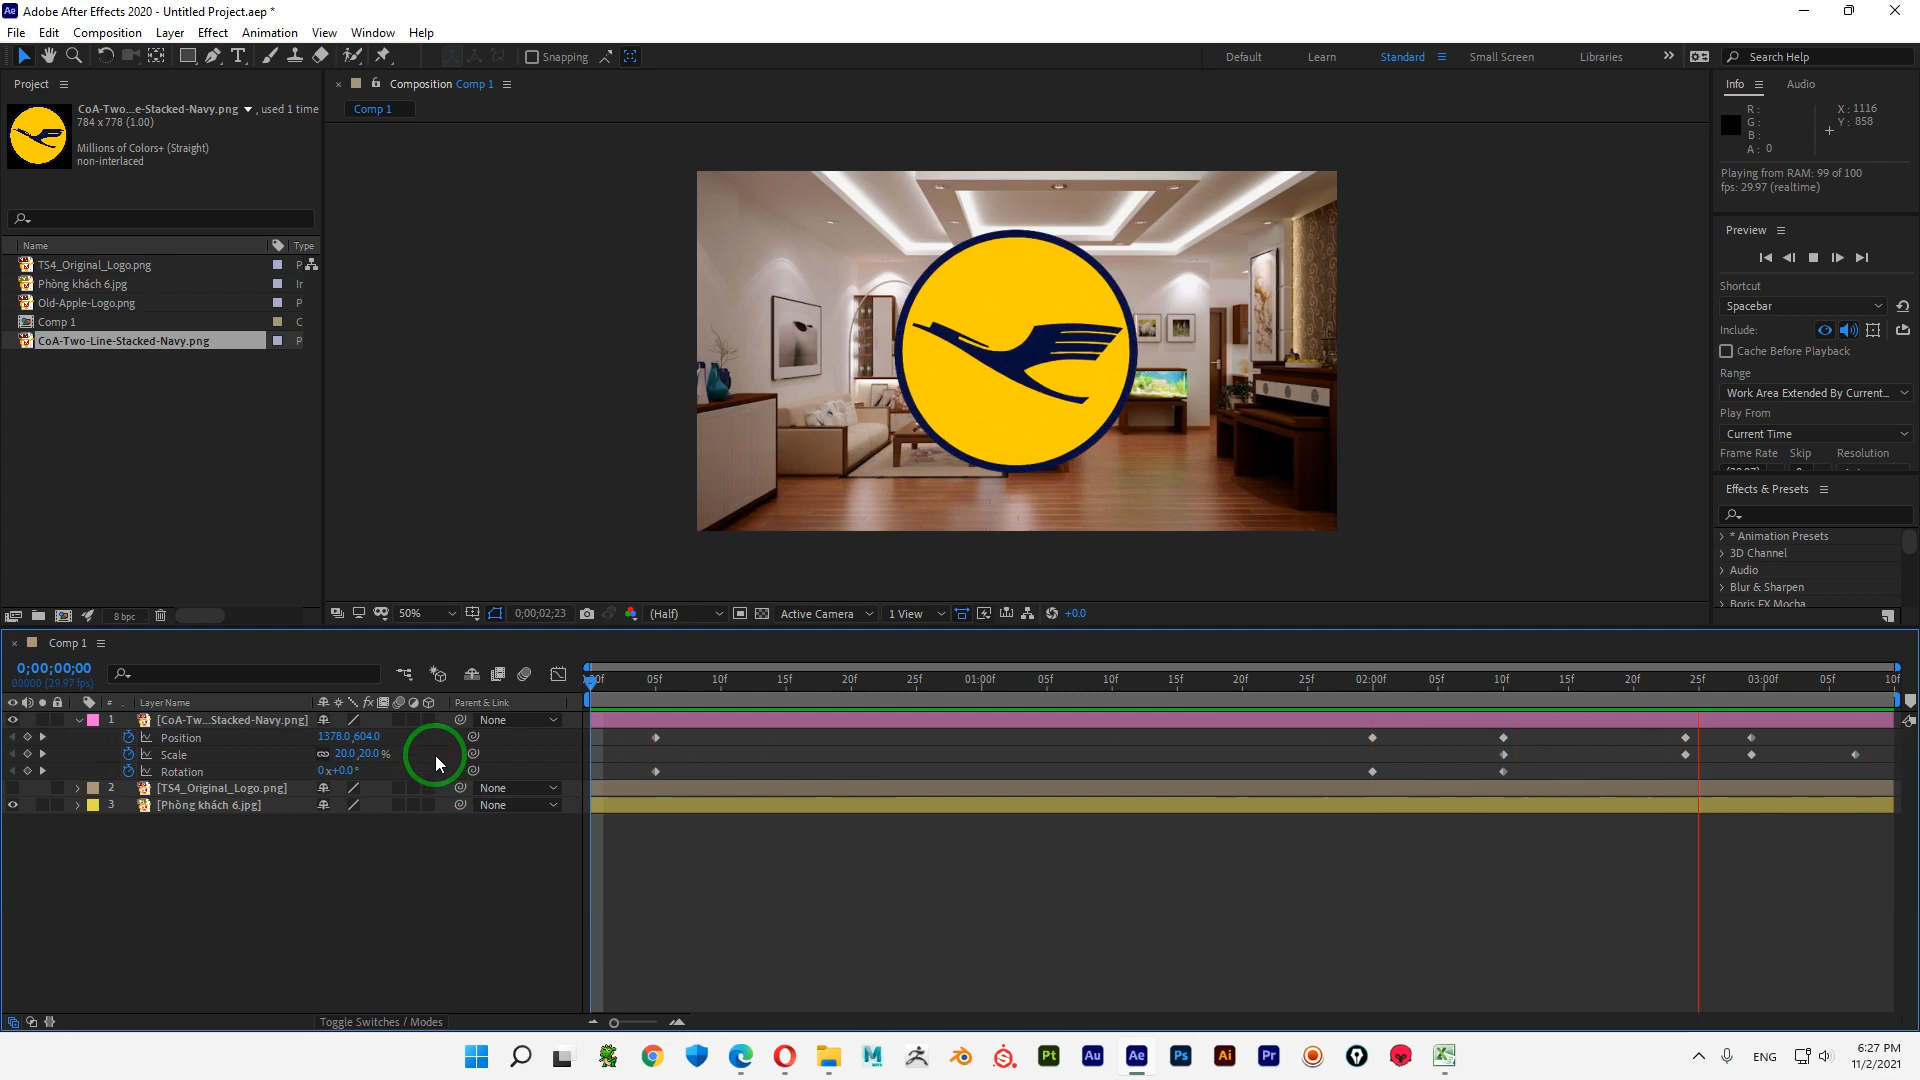 Adobe After Effects 2020 - Untitled Project.aep *
File Edit Composition Layer Effect Animation View Window Help
Snapping
Default Learn Standard Small Screen Libraries Search Help
Project
CoA-Two...e-Stacked-Navy.png , used 1 time
784 x 778 (1.00)
Millions of Colors+ (Straight)
non-interlaced
Name Type
TS4_Original_Logo.png P
Phòng khách 6.jpg Ir
Old-Apple-Logo.png P
Comp 1 C
CoA-Two-Line-Stacked-Navy.png P
8 bpc
Composition Comp 1
Comp 1
50% 0;00;02;23 (Half) Active Camera 1 View +0.0
Info Audio
R :
G :
B :
A : 0
X : 1116
Y : 858
Playing from RAM: 99 of 100
fps: 29.97 (realtime)
Preview
Shortcut
Spacebar
Include:
Cache Before Playback
Range
Work Area Extended By Current...
Play From
Current Time
Frame Rate Skip Resolution
Effects & Presets
* Animation Presets
3D Channel
Audio
Blur & Sharpen
Boris FX Mocha
Comp 1
0;00;00;00
00000 (29.97 fps)
:00f 05f 10f 15f 20f 25f 01:00f 05f 10f 15f 20f 25f 02:00f 05f 10f 15f 20f 25f 03:00f 05f 10f
# Layer Name fx Parent & Link
1 [CoA-Tw...Stacked-Navy.png] None
Position 1378.0,604.0
Scale 20.0,20.0 %
Rotation 0x+0.0°
2 [TS4_Original_Logo.png] None
3 [Phòng khách 6.jpg] None
Toggle Switches / Modes
Pt Au Ae Ps Ai Pr
ENG
6:27 PM
11/2/2021